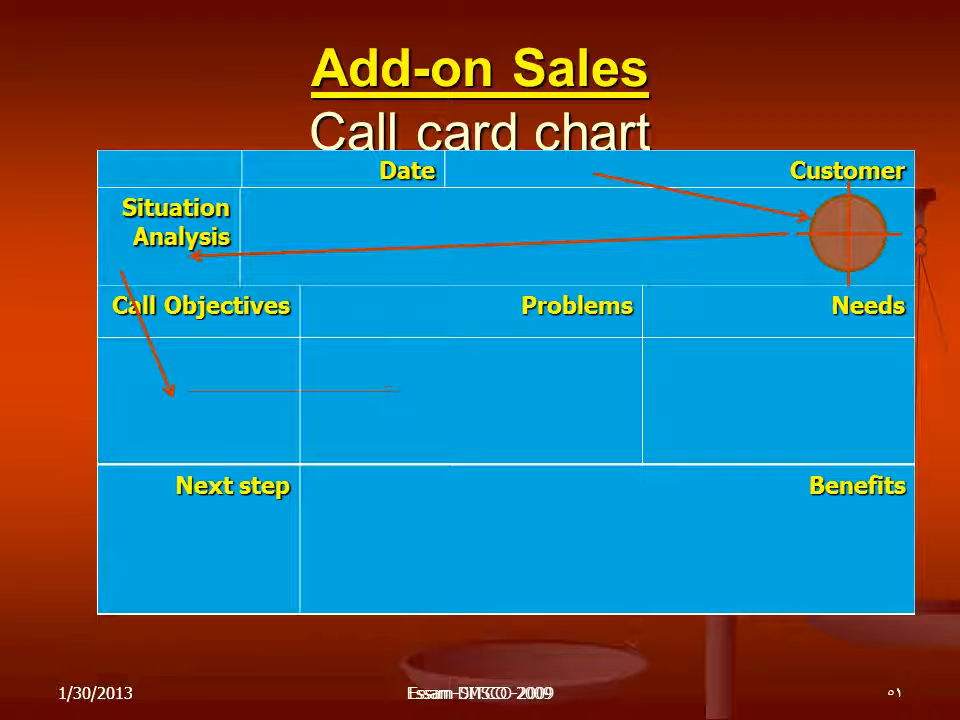 Add-on Sales
Call card chart
Date
Customer
Situation
Analysis
Call Objectives
Problems
Needs
Next step
Benefits
1/30/2013
2009
٥١